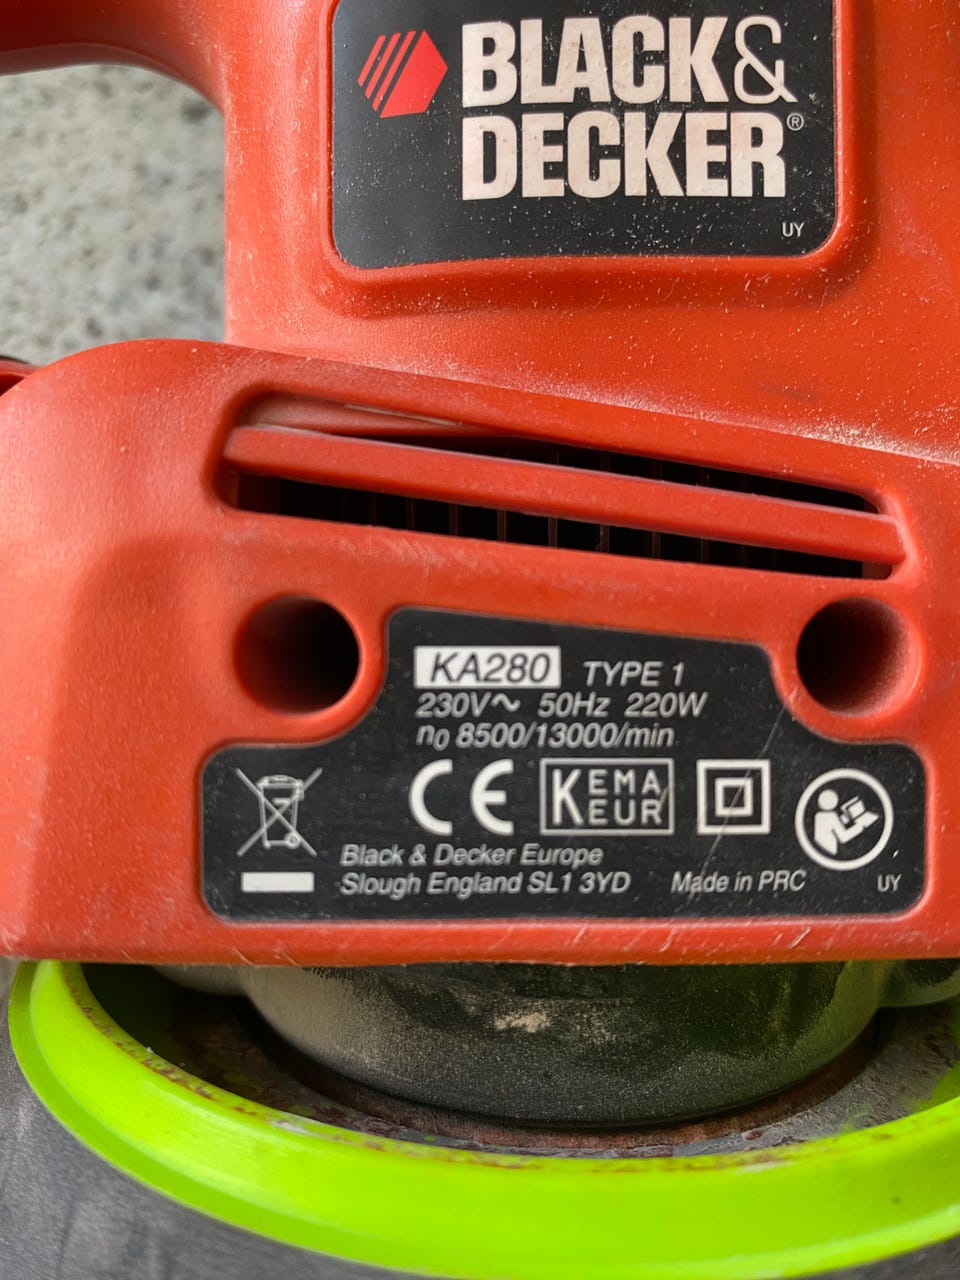 BLACK&
DECKER®
UY
KA280 TYPE 1
230V~ 50Hz 220W
n0 8500/13000/min
CE KEMA KEUR
Black & Decker Europe
Slough England SL1 3YD Made in PRC UY